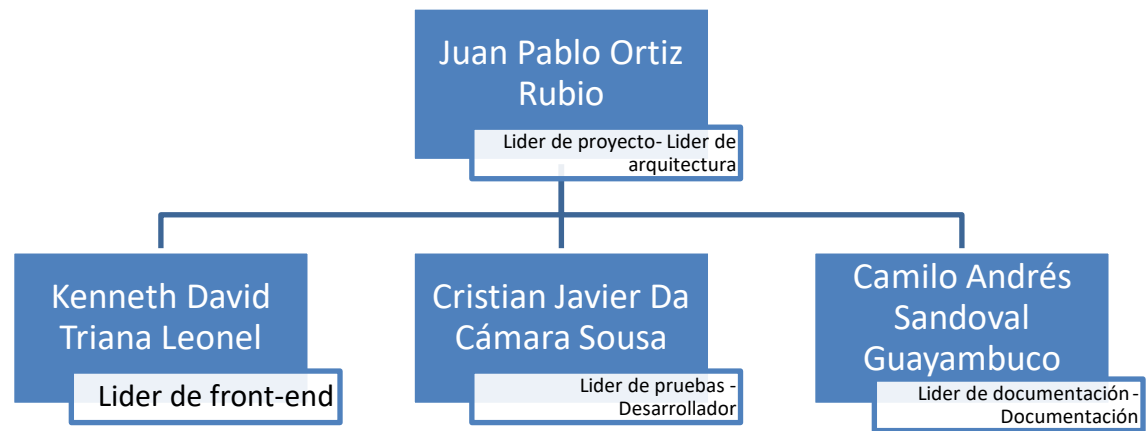 Juan Pablo Ortiz
Rubio
Lider de proyecto- Lider de
arquitectura
Kenneth David
Triana Leonel
Lider de front-end
Cristian Javier Da
Cámara Sousa
Lider de pruebas -
Desarrollador
Camilo Andrés
Sandoval
Guayambuco
Lider de documentación -
Documentación